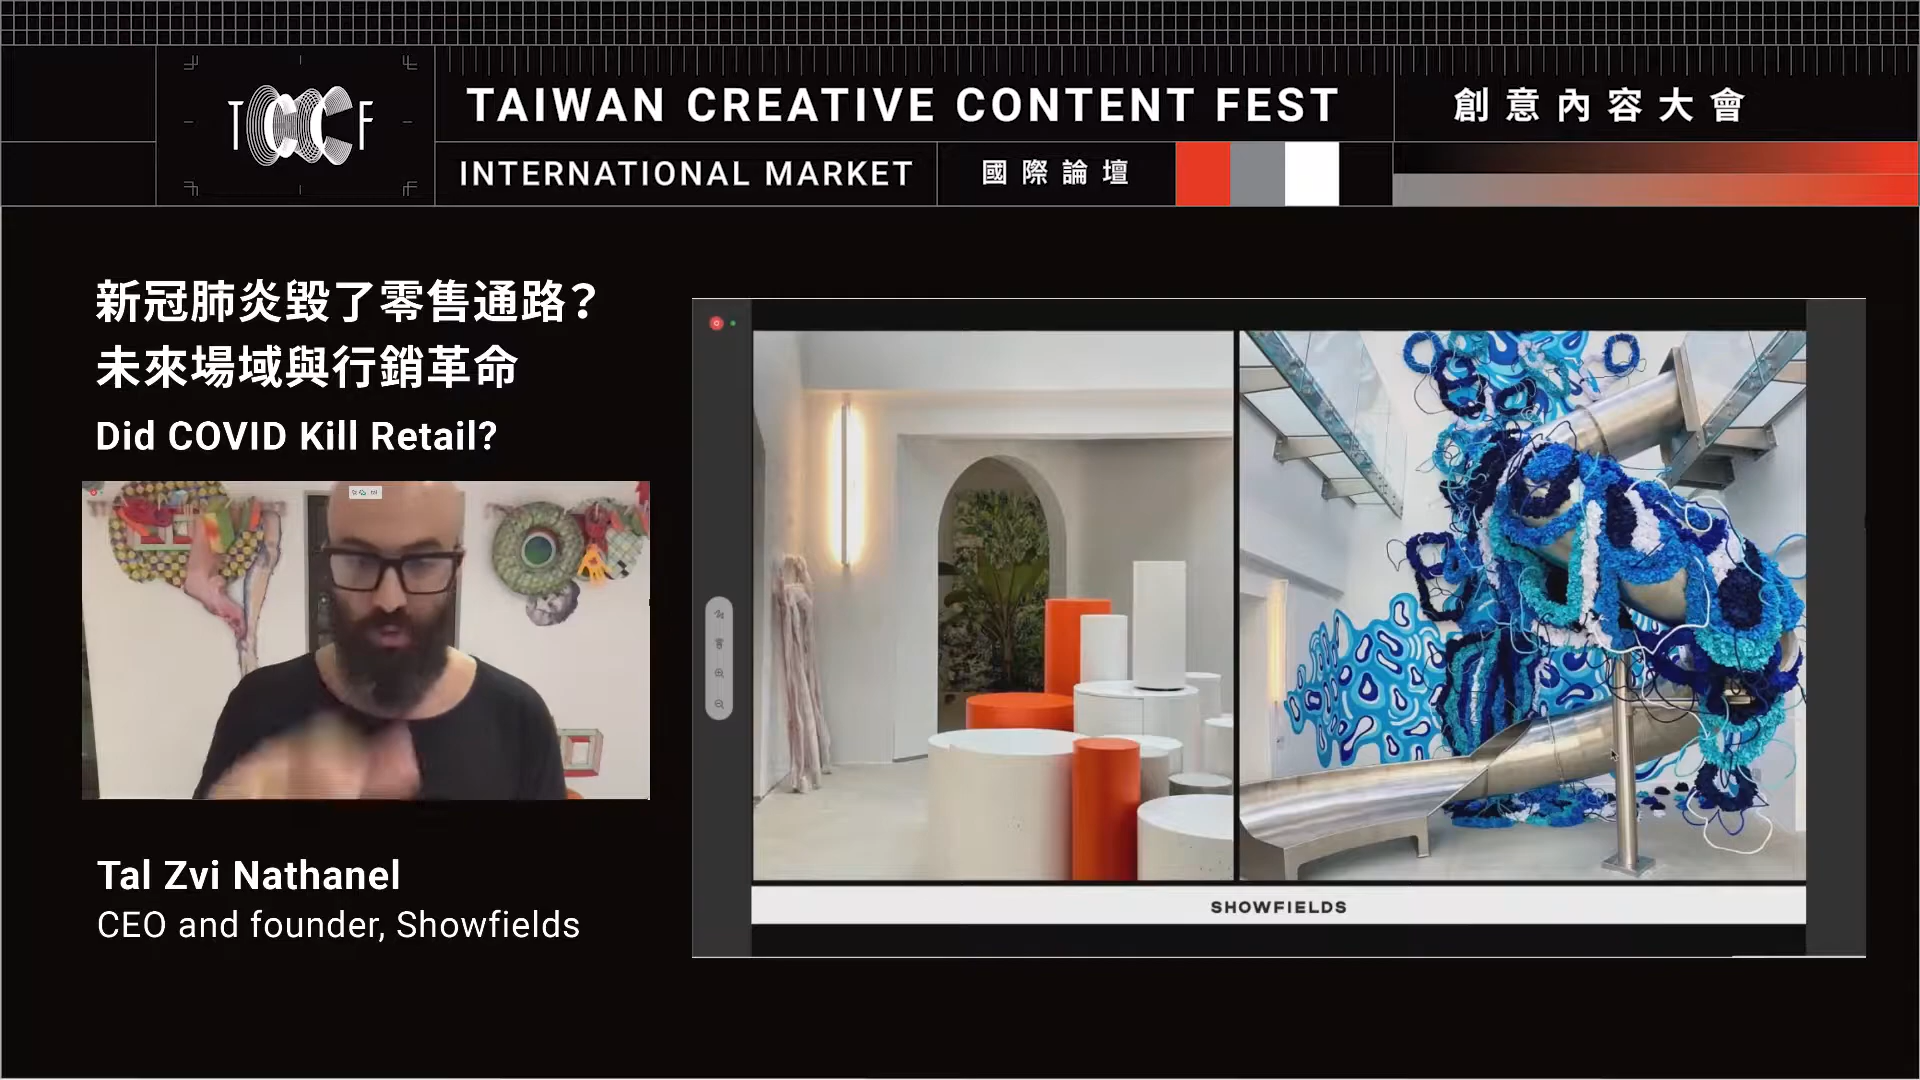 TCCF
TAIWAN CREATIVE CONTENT FEST
創意內容大會
INTERNATIONAL MARKET
國際論壇
新冠肺炎毀了零售通路?
未來場域與行銷革命
Did COVID Kill Retail?
Tal Zvi Nathanel
CEO and founder, Showfields
SHOWFIELDS